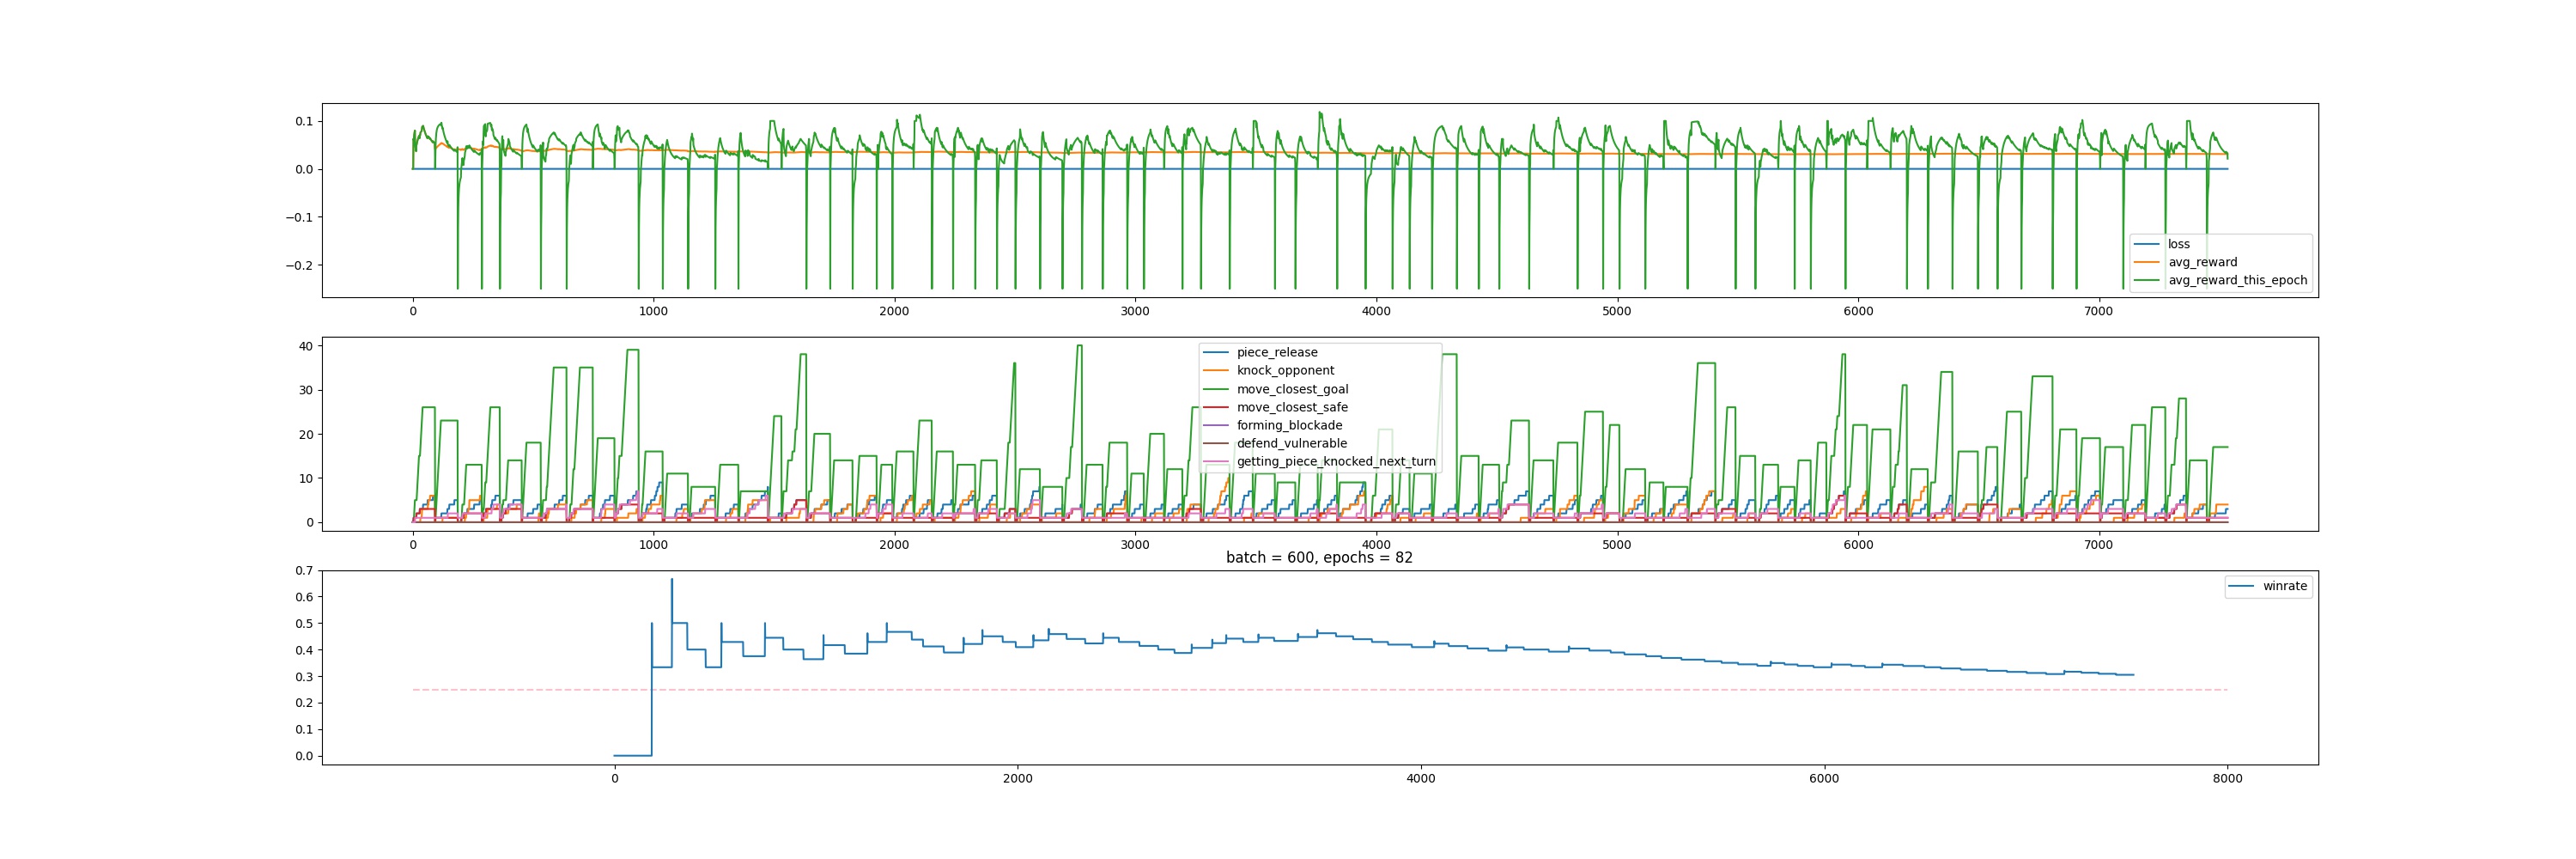 0.1
0.0
−0.1
−0.2
loss
avg_reward
avg_reward_this_epoch
0 1000 2000 3000 4000 5000 6000 7000
40
30
20
10
0
piece_release
knock_opponent
move_closest_goal
move_closest_safe
forming_blockade
defend_vulnerable
getting_piece_knocked_next_turn
0 1000 2000 3000 4000 5000 6000 7000
batch = 600, epochs = 82
0.7
0.6
0.5
0.4
0.3
0.2
0.1
0.0
winrate
0 2000 4000 6000 8000